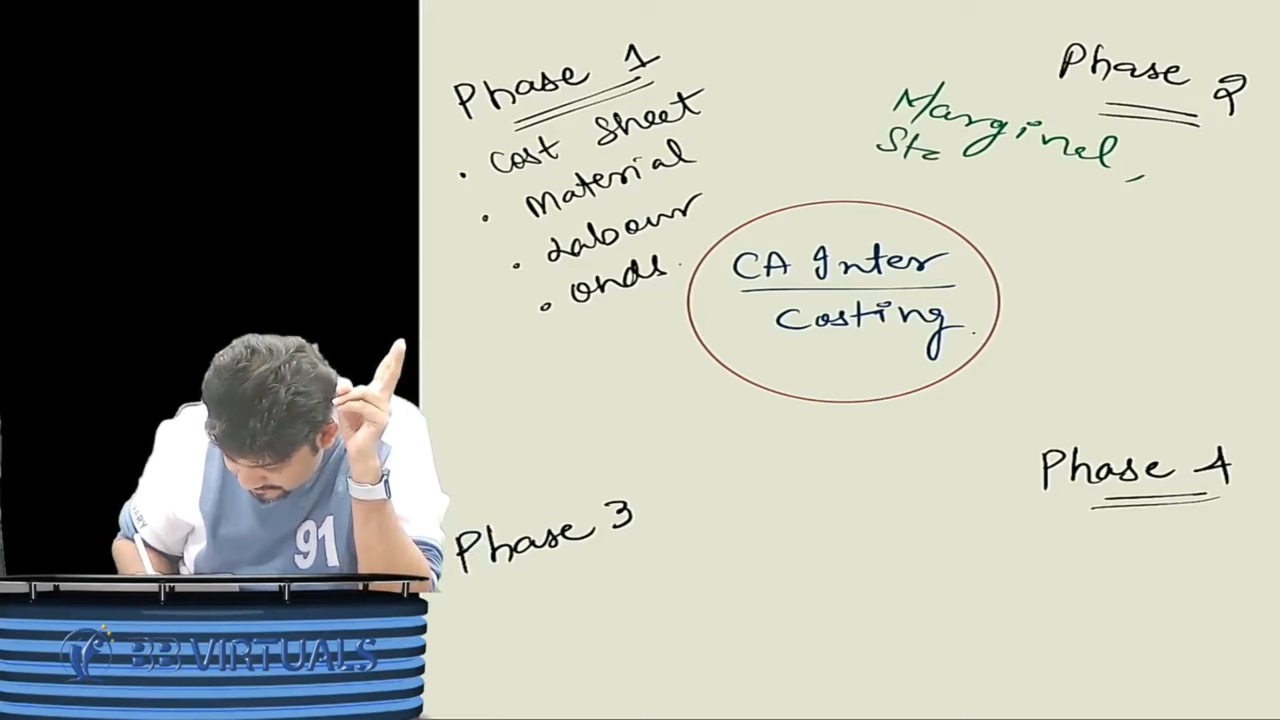 Phase 1
• Cost Sheet
• Material
• Labour
• OHDs.
Phase 2
Marginal,
Sta
CA Inter
Costing.
Phase 3
Phase 4
91
BB VIRTUALS